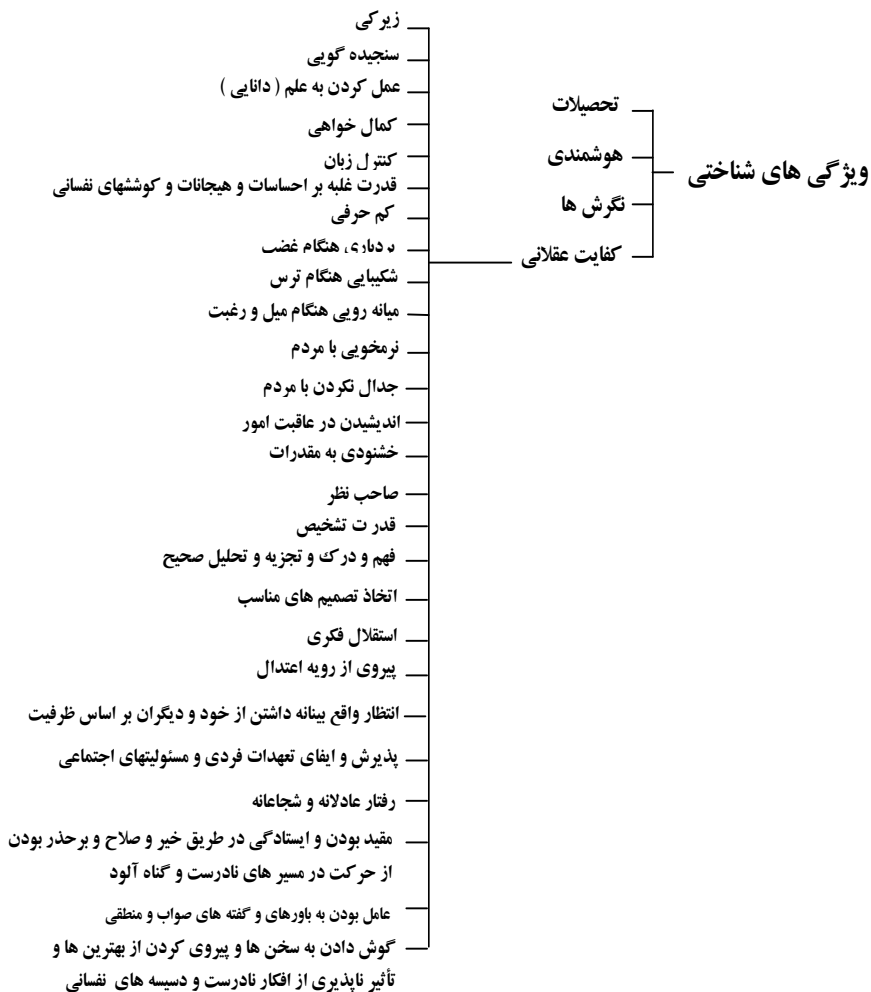 ویژگی های شناختی
تحصیلات
هوشمندی
نگرش ها
کفایت عقلانی
زیرکی
سنجیده گویی
عمل کردن به علم ( دانایی )
کمال خواهی
کنترل زبان
قدرت غلبه بر احساسات و هیجانات و کوششهای نفسانی
کم حرفی
بردباری هنگام غضب
شکیبایی هنگام ترس
میانه رویی هنگام میل و رغبت
نرمخویی با مردم
جدال نکردن با مردم
اندیشیدن در عاقبت امور
خشنودی به مقدرات
صاحب نظر
قدر ت تشخیص
فهم و درک و تجزیه و تحلیل صحیح
اتخاذ تصمیم های مناسب
استقلال فکری
پیروی از رویه اعتدال
انتظار واقع بینانه داشتن از خود و دیگران بر اساس ظرفیت
پذیرش و ایفای تعهدات فردی و مسئولیتهای اجتماعی
رفتار عادلانه و شجاعانه
مقید بودن و ایستادگی در طریق خیر و صلاح و برحذر بودن
از حرکت در مسیر های نادرست و گناه آلود
عامل بودن به باورهای و گفته های صواب و منطقی
گوش دادن به سخن ها و پیروی کردن از بهترین ها و
تأثیر ناپذیری از افکار نادرست و دسیسه های نفسانی